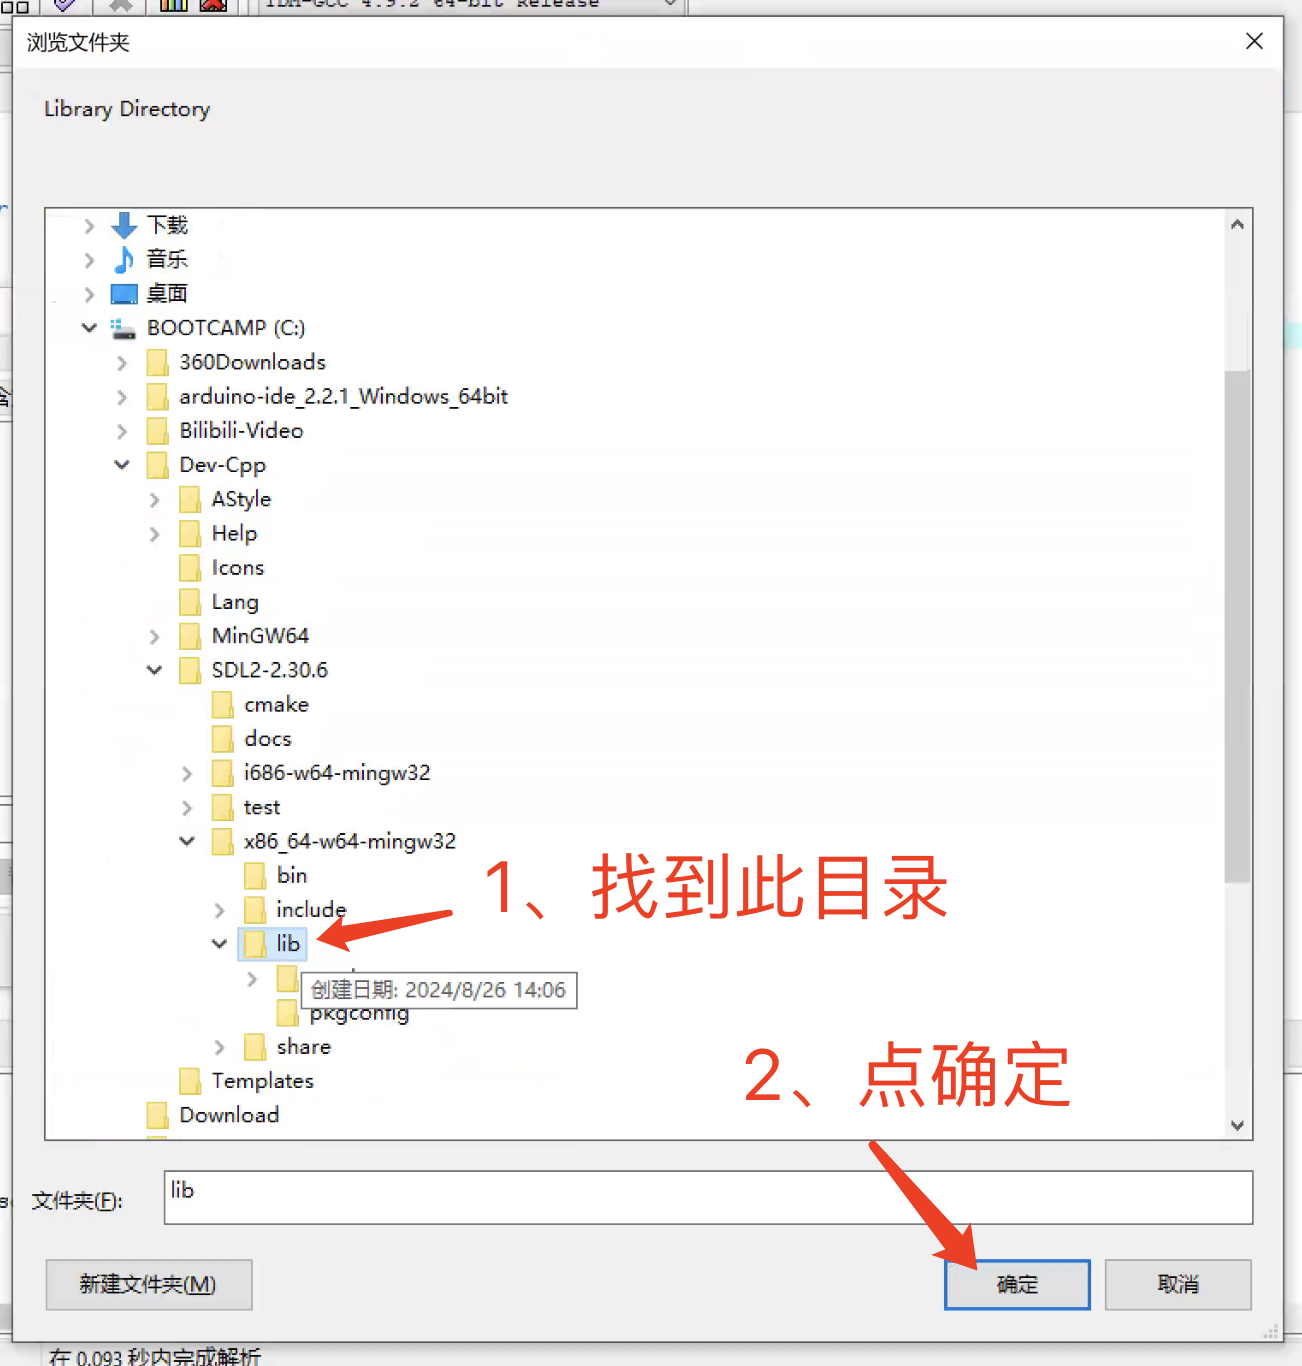 TDM-GCC 4.9.2 64-bit Release
浏览文件夹
Library Directory
下载
音乐
桌面
BOOTCAMP (C:)
360Downloads
arduino-ide_2.2.1_Windows_64bit
Bilibili-Video
Dev-Cpp
AStyle
Help
Icons
Lang
MinGW64
SDL2-2.30.6
cmake
docs
i686-w64-mingw32
test
x86_64-w64-mingw32
bin
1、找到此目录
include
lib
创建日期: 2024/8/26 14:06
pkgconfig
share
2、点确定
Templates
Download
文件夹(F):
lib
新建文件夹(M)
确定
取消
在 0.093 秒内完成解析